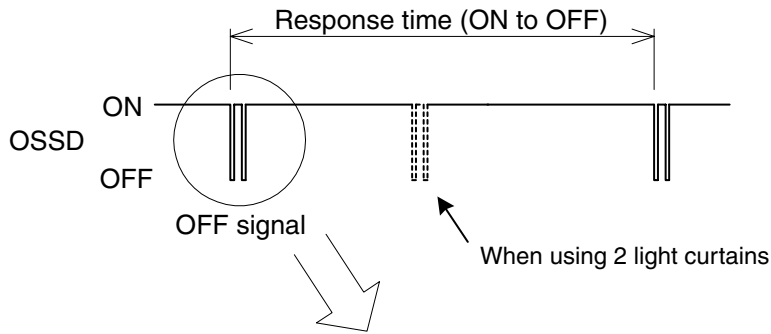 Response time (ON to OFF)
ON
OSSD
OFF
OFF signal
When using 2 light curtains